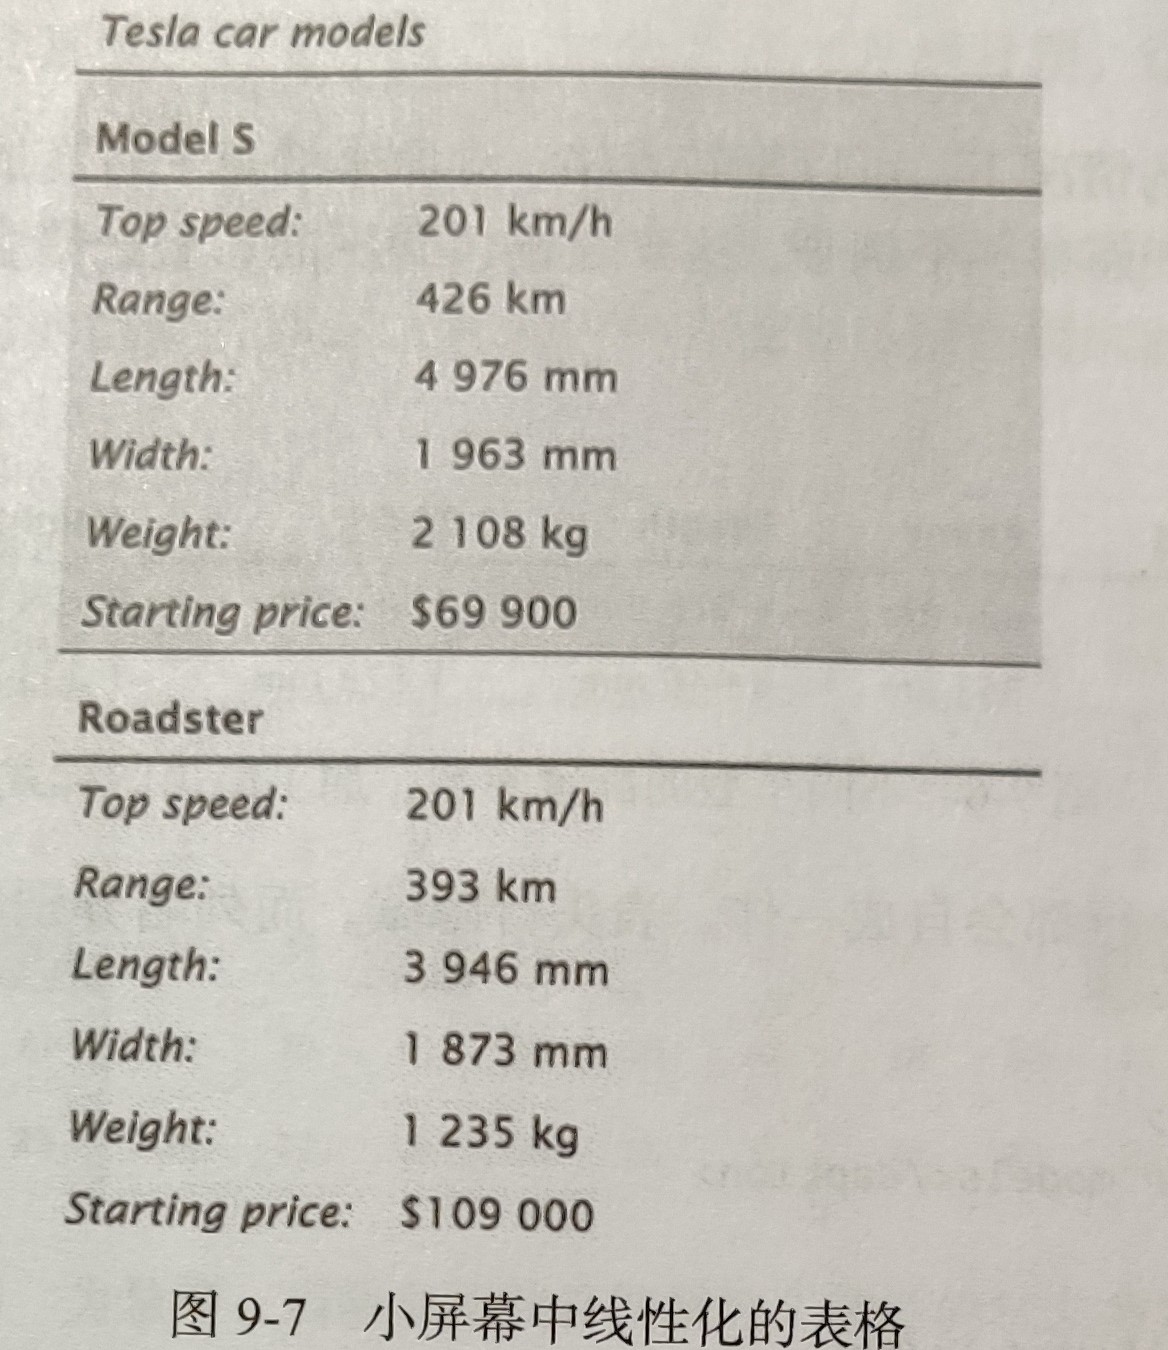 Tesla car models
Model S
Top speed: 201 km/h
Range: 426 km
Length: 4 976 mm
Width: 1 963 mm
Weight: 2 108 kg
Starting price: $69 900
Roadster
Top speed: 201 km/h
Range: 393 km
Length: 3 946 mm
Width: 1 873 mm
Weight: 1 235 kg
Starting price: $109 000
图 9-7 小屏幕中线性化的表格